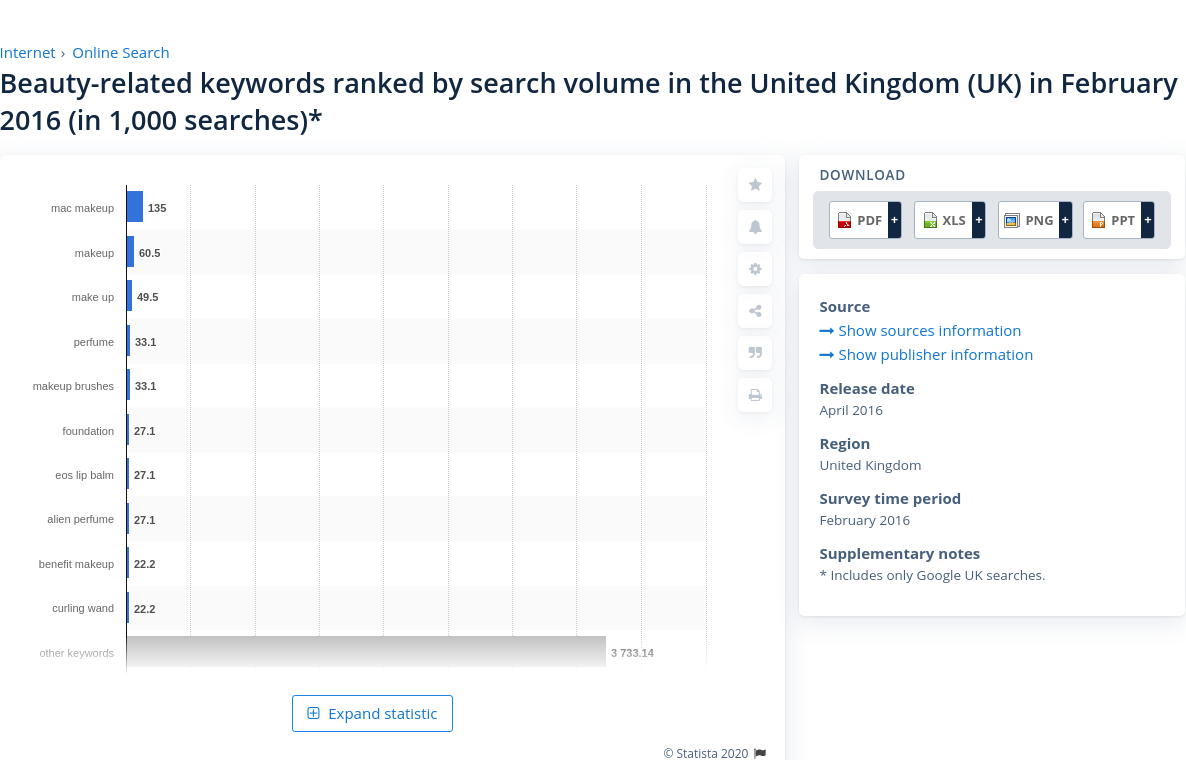 Internet › Online Search
Beauty-related keywords ranked by search volume in the United Kingdom (UK) in February
2016 (in 1,000 searches)*
mac makeup 135
makeup 60.5
make up 49.5
perfume 33.1
makeup brushes 33.1
foundation 27.1
eos lip balm 27.1
alien perfume 27.1
benefit makeup 22.2
curling wand 22.2
other keywords 3 733.14
Expand statistic
© Statista 2020
DOWNLOAD
PDF + XLS + PNG + PPT +
Source
Show sources information
Show publisher information
Release date
April 2016
Region
United Kingdom
Survey time period
February 2016
Supplementary notes
* Includes only Google UK searches.